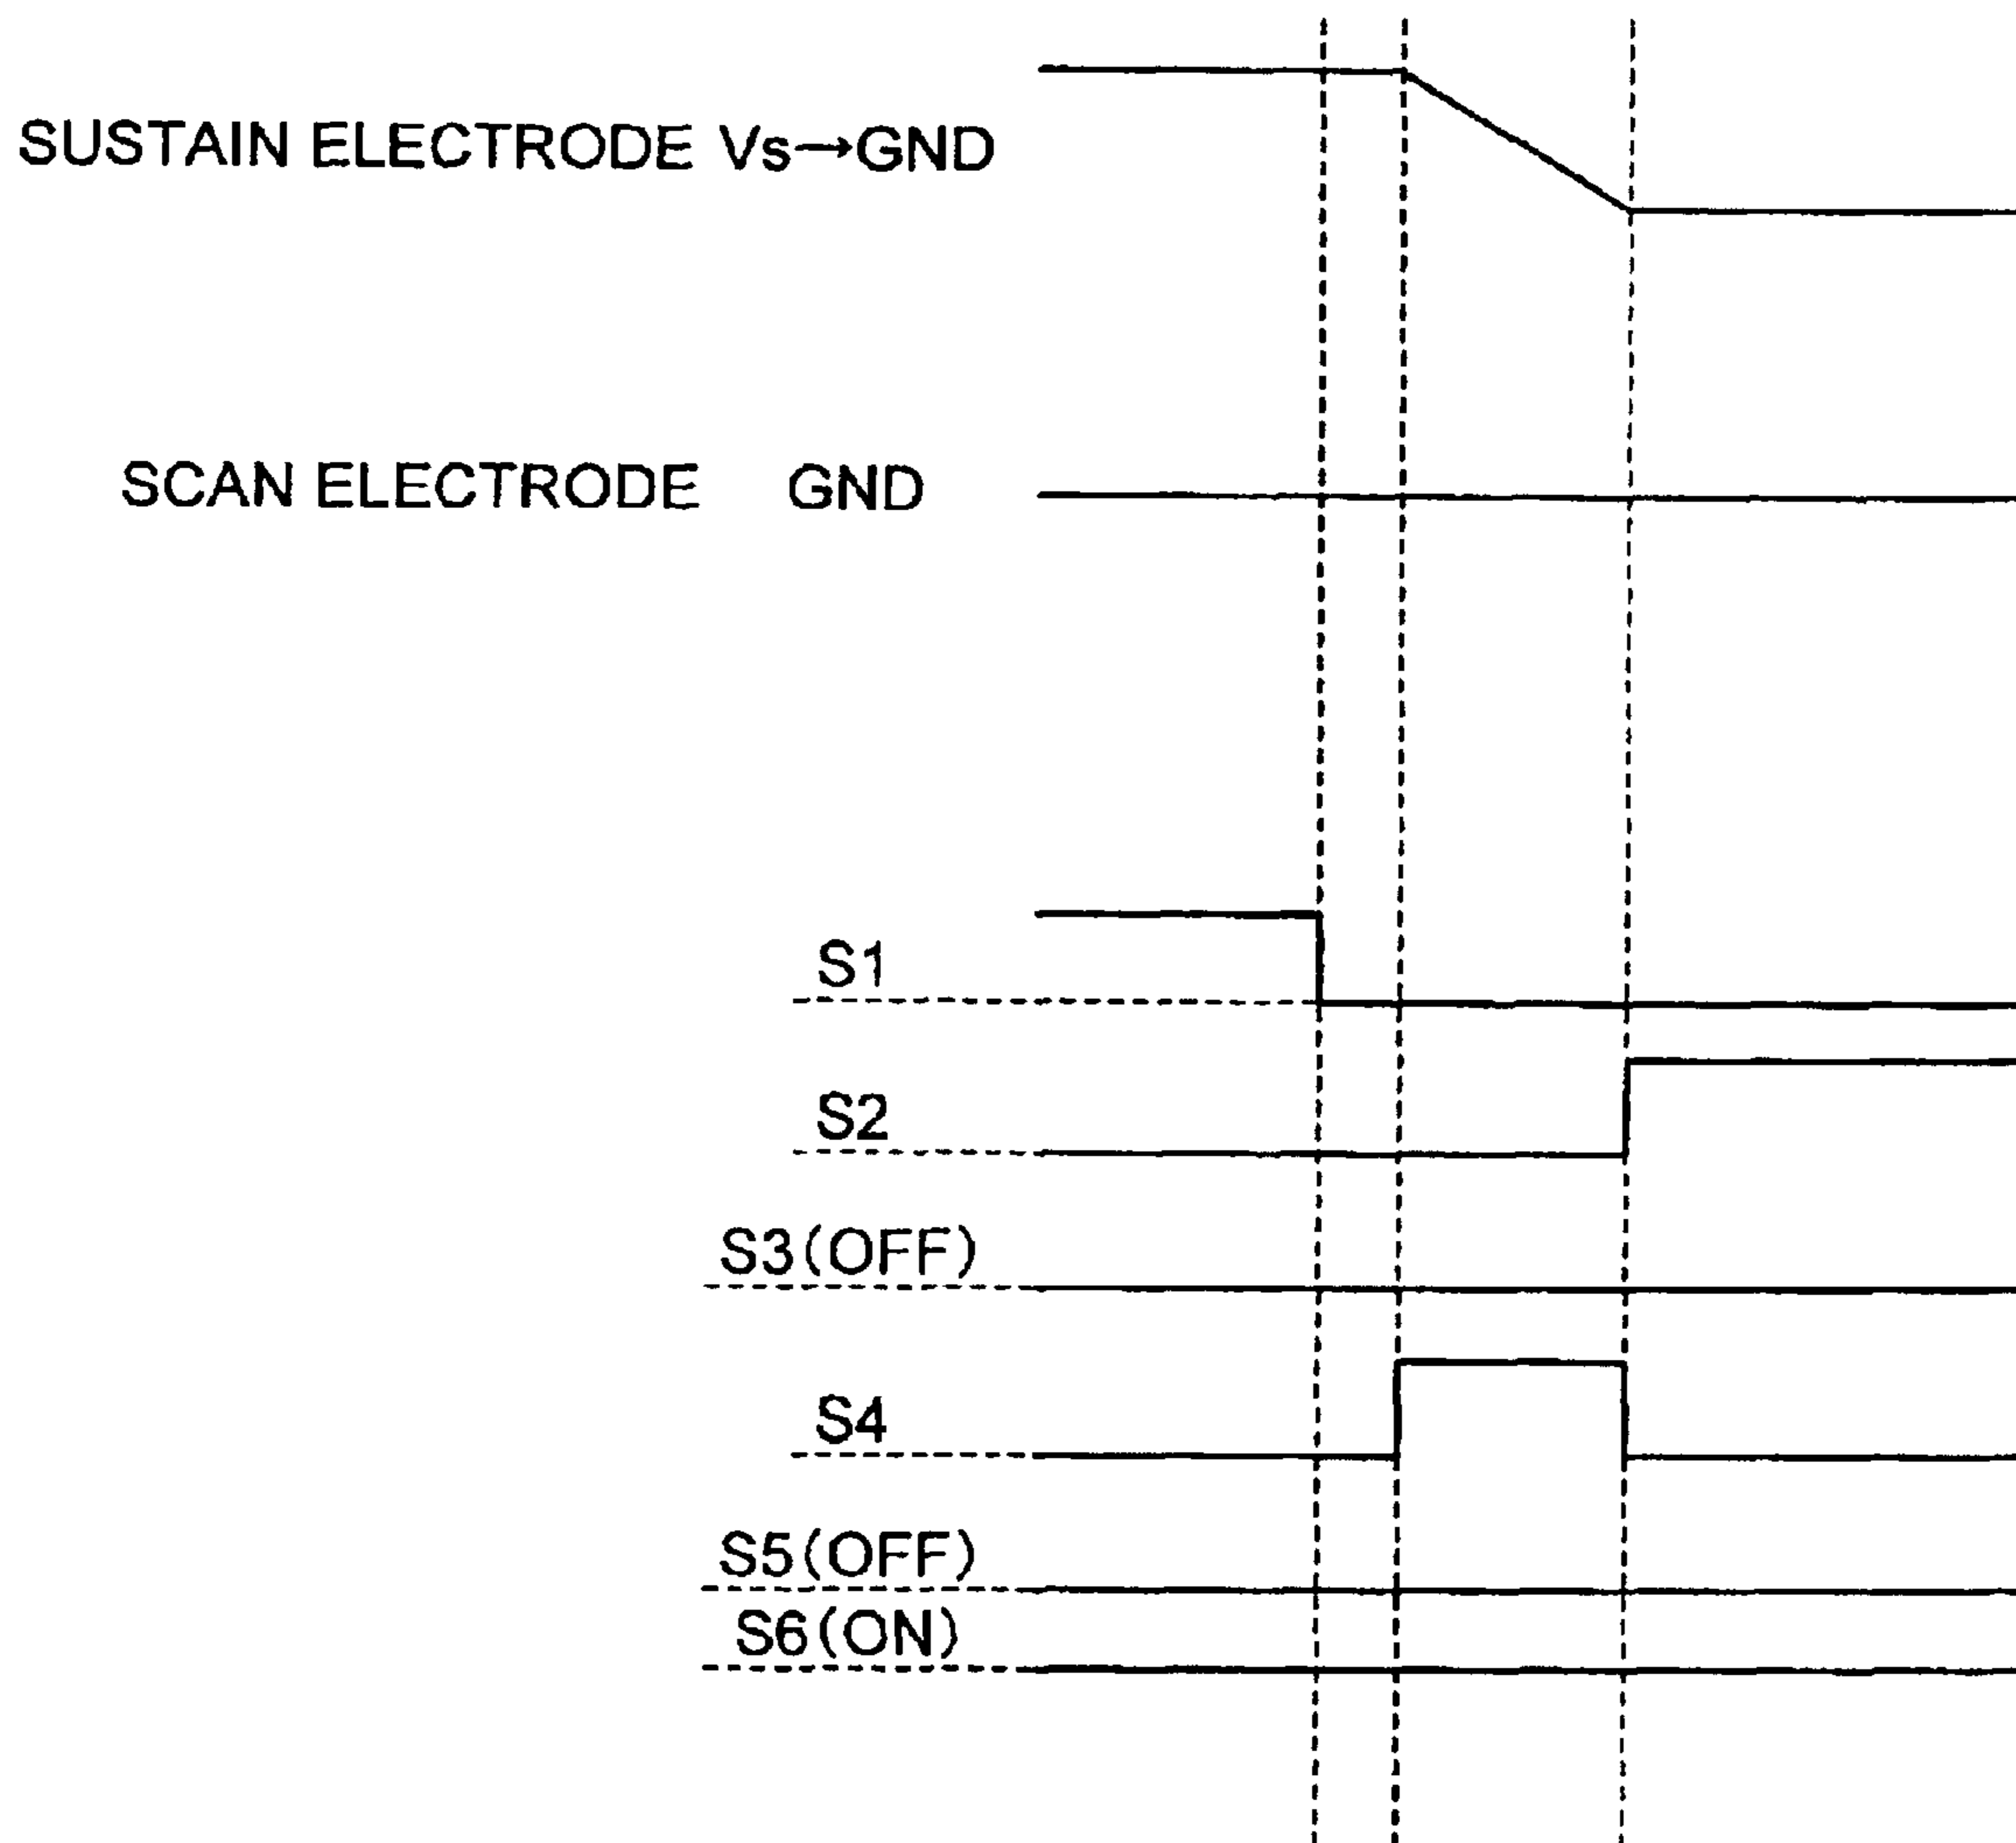 SUSTAIN ELECTRODE Vs→GND
SCAN ELECTRODE GND
S1
S2
S3(OFF)
S4
S5(OFF)
S6(ON)